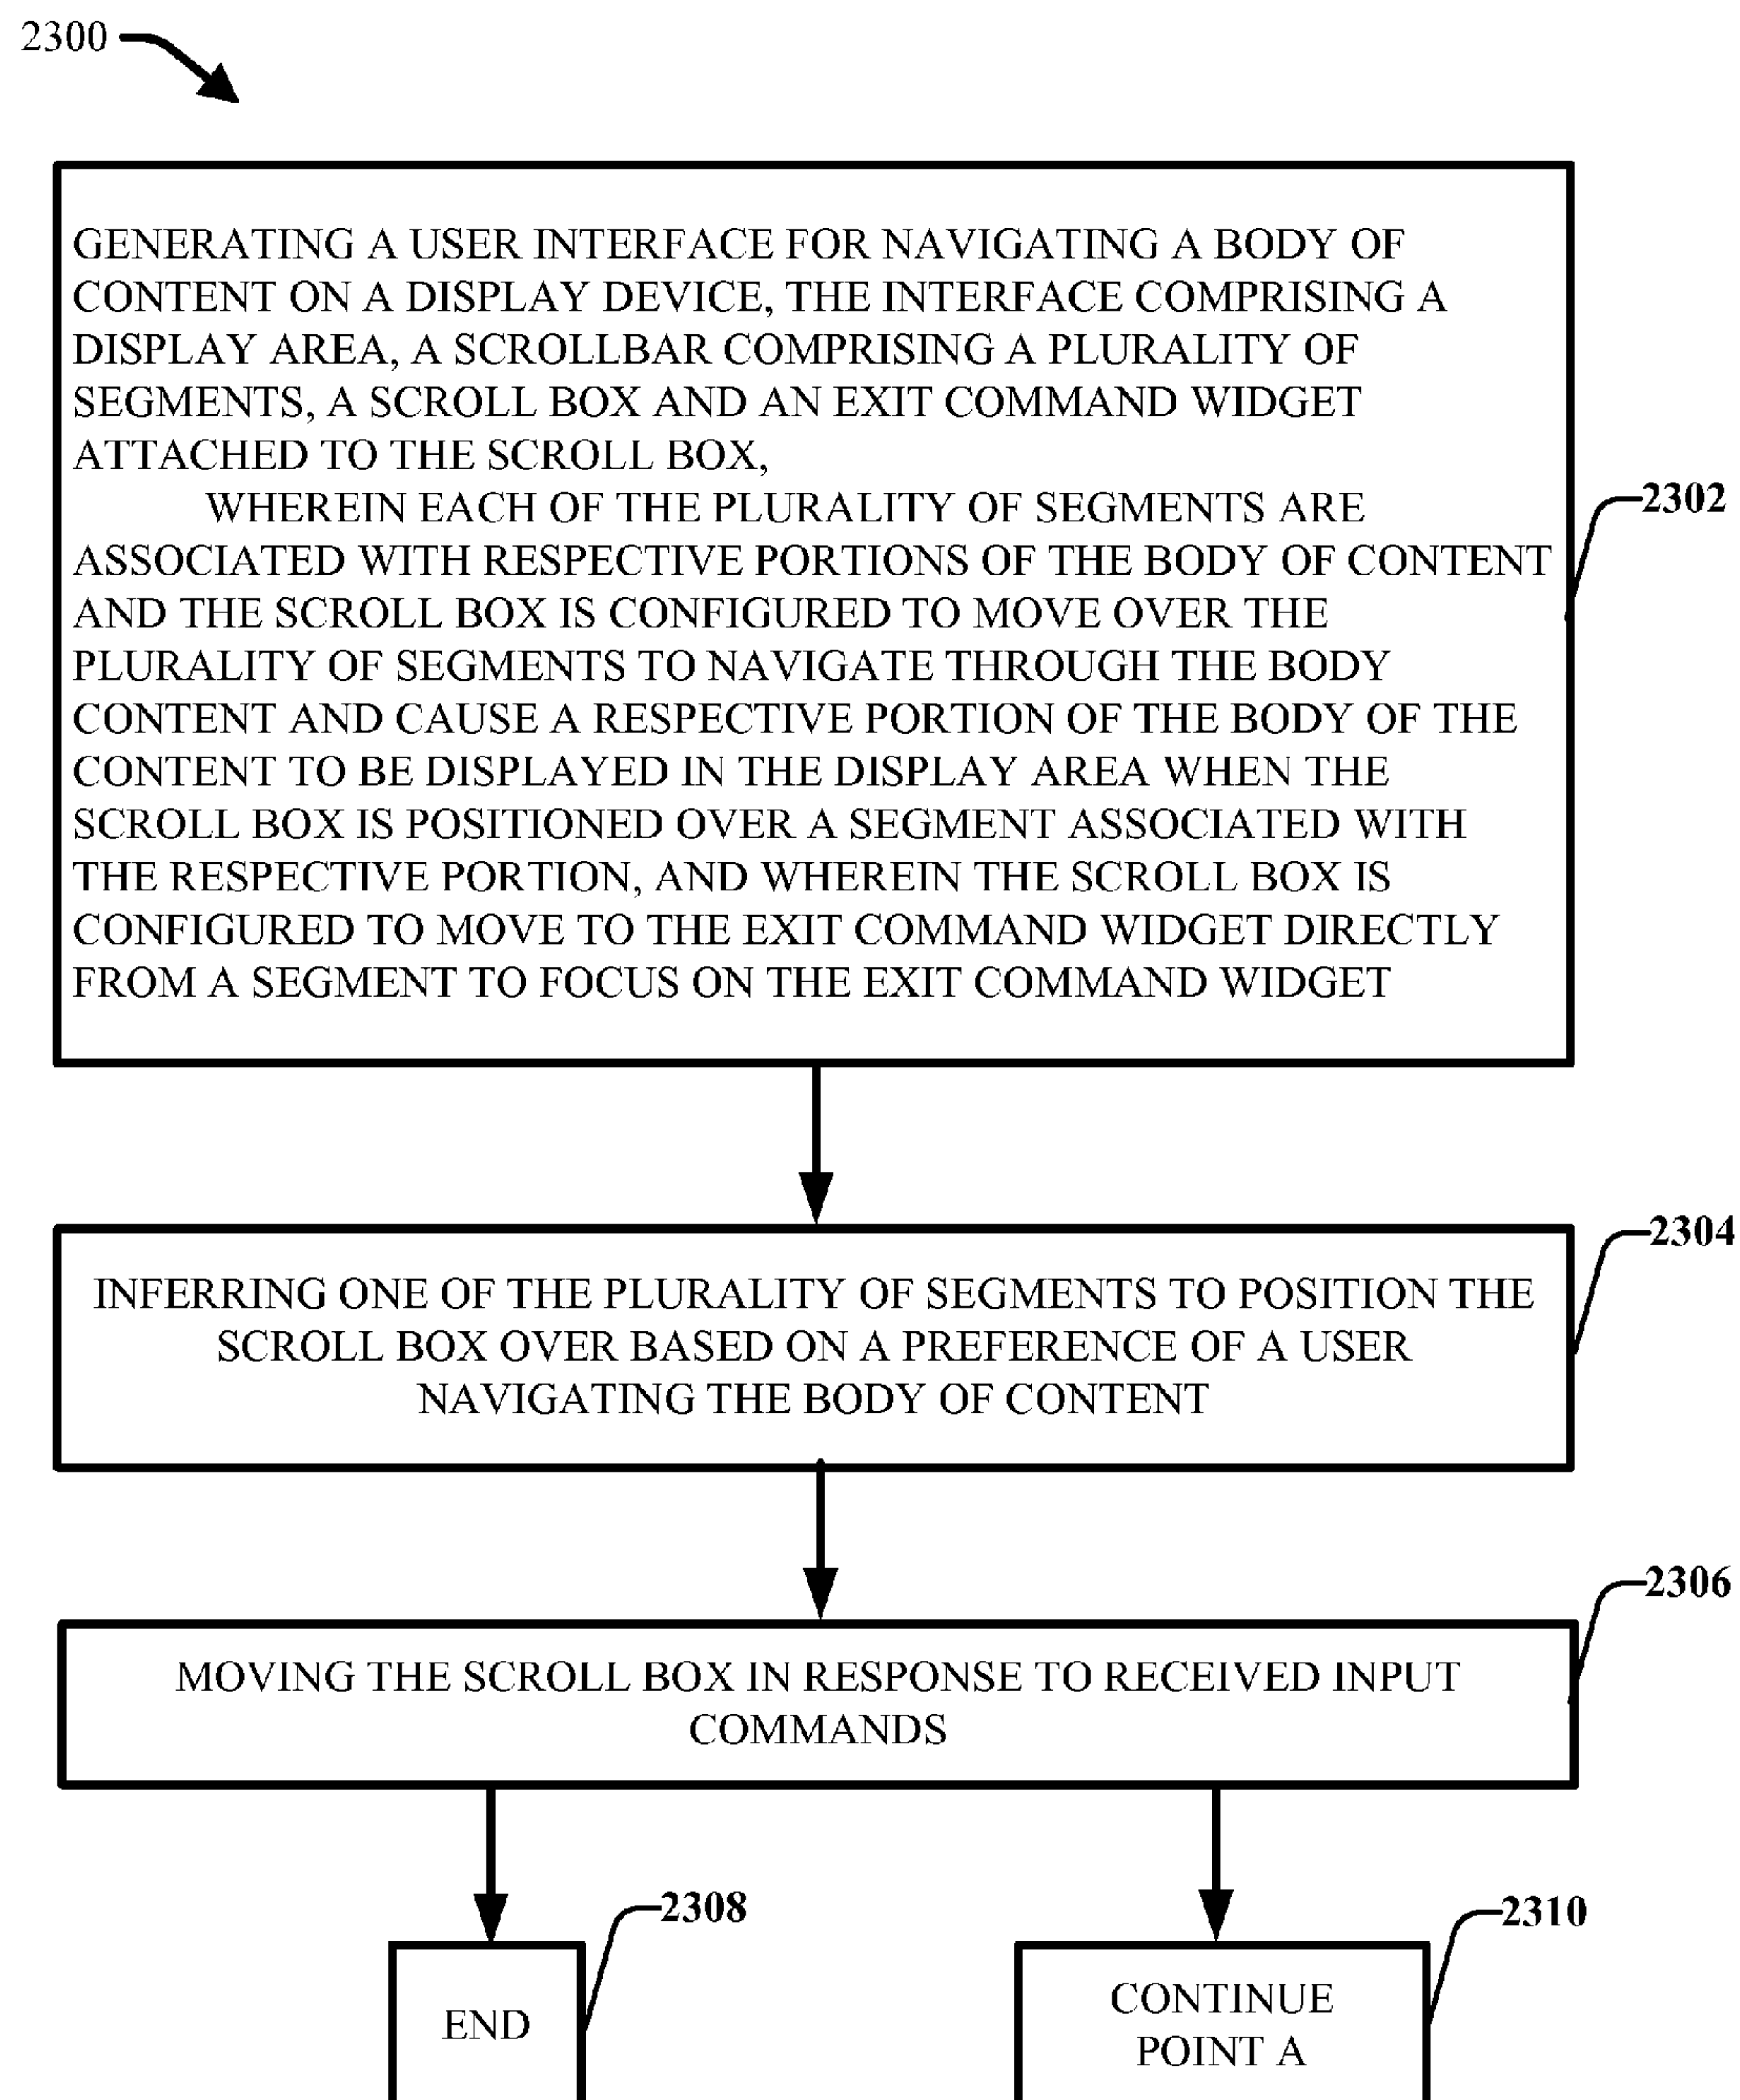 2300
GENERATING A USER INTERFACE FOR NAVIGATING A BODY OF
CONTENT ON A DISPLAY DEVICE, THE INTERFACE COMPRISING A
DISPLAY AREA, A SCROLLBAR COMPRISING A PLURALITY OF
SEGMENTS, A SCROLL BOX AND AN EXIT COMMAND WIDGET
ATTACHED TO THE SCROLL BOX,
WHEREIN EACH OF THE PLURALITY OF SEGMENTS ARE
ASSOCIATED WITH RESPECTIVE PORTIONS OF THE BODY OF CONTENT
AND THE SCROLL BOX IS CONFIGURED TO MOVE OVER THE
PLURALITY OF SEGMENTS TO NAVIGATE THROUGH THE BODY
CONTENT AND CAUSE A RESPECTIVE PORTION OF THE BODY OF THE
CONTENT TO BE DISPLAYED IN THE DISPLAY AREA WHEN THE
SCROLL BOX IS POSITIONED OVER A SEGMENT ASSOCIATED WITH
THE RESPECTIVE PORTION, AND WHEREIN THE SCROLL BOX IS
CONFIGURED TO MOVE TO THE EXIT COMMAND WIDGET DIRECTLY
FROM A SEGMENT TO FOCUS ON THE EXIT COMMAND WIDGET
2302
2304
INFERRING ONE OF THE PLURALITY OF SEGMENTS TO POSITION THE
SCROLL BOX OVER BASED ON A PREFERENCE OF A USER
NAVIGATING THE BODY OF CONTENT
2306
MOVING THE SCROLL BOX IN RESPONSE TO RECEIVED INPUT
COMMANDS
2308
END
2310
CONTINUE
POINT A